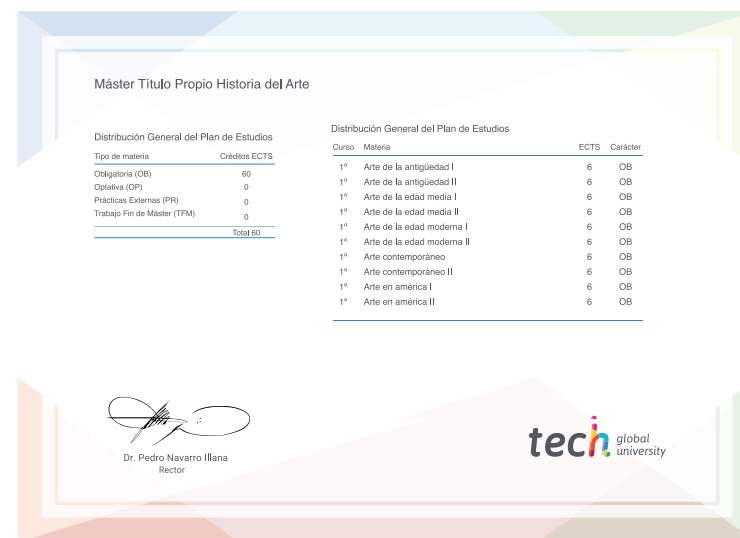 Máster Título Propio Historia del Arte
Distribución General del Plan de Estudios
Tipo de materia Créditos ECTS
Obligatoria (OB) 60
Optativa (OP) 0
Prácticas Externas (PR) 0
Trabajo Fin de Máster (TFM) 0
Total 60
Distribución General del Plan de Estudios
Curso Materia ECTS Carácter
1º Arte de la antigüedad I 6 OB
1º Arte de la antigüedad II 6 OB
1º Arte de la edad media I 6 OB
1º Arte de la edad media II 6 OB
1º Arte de la edad moderna I 6 OB
1º Arte de la edad moderna II 6 OB
1º Arte contemporáneo 6 OB
1º Arte contemporáneo II 6 OB
1º Arte en américa I 6 OB
1º Arte en américa II 6 OB
Dr. Pedro Navarro Illana
Rector
tech global university